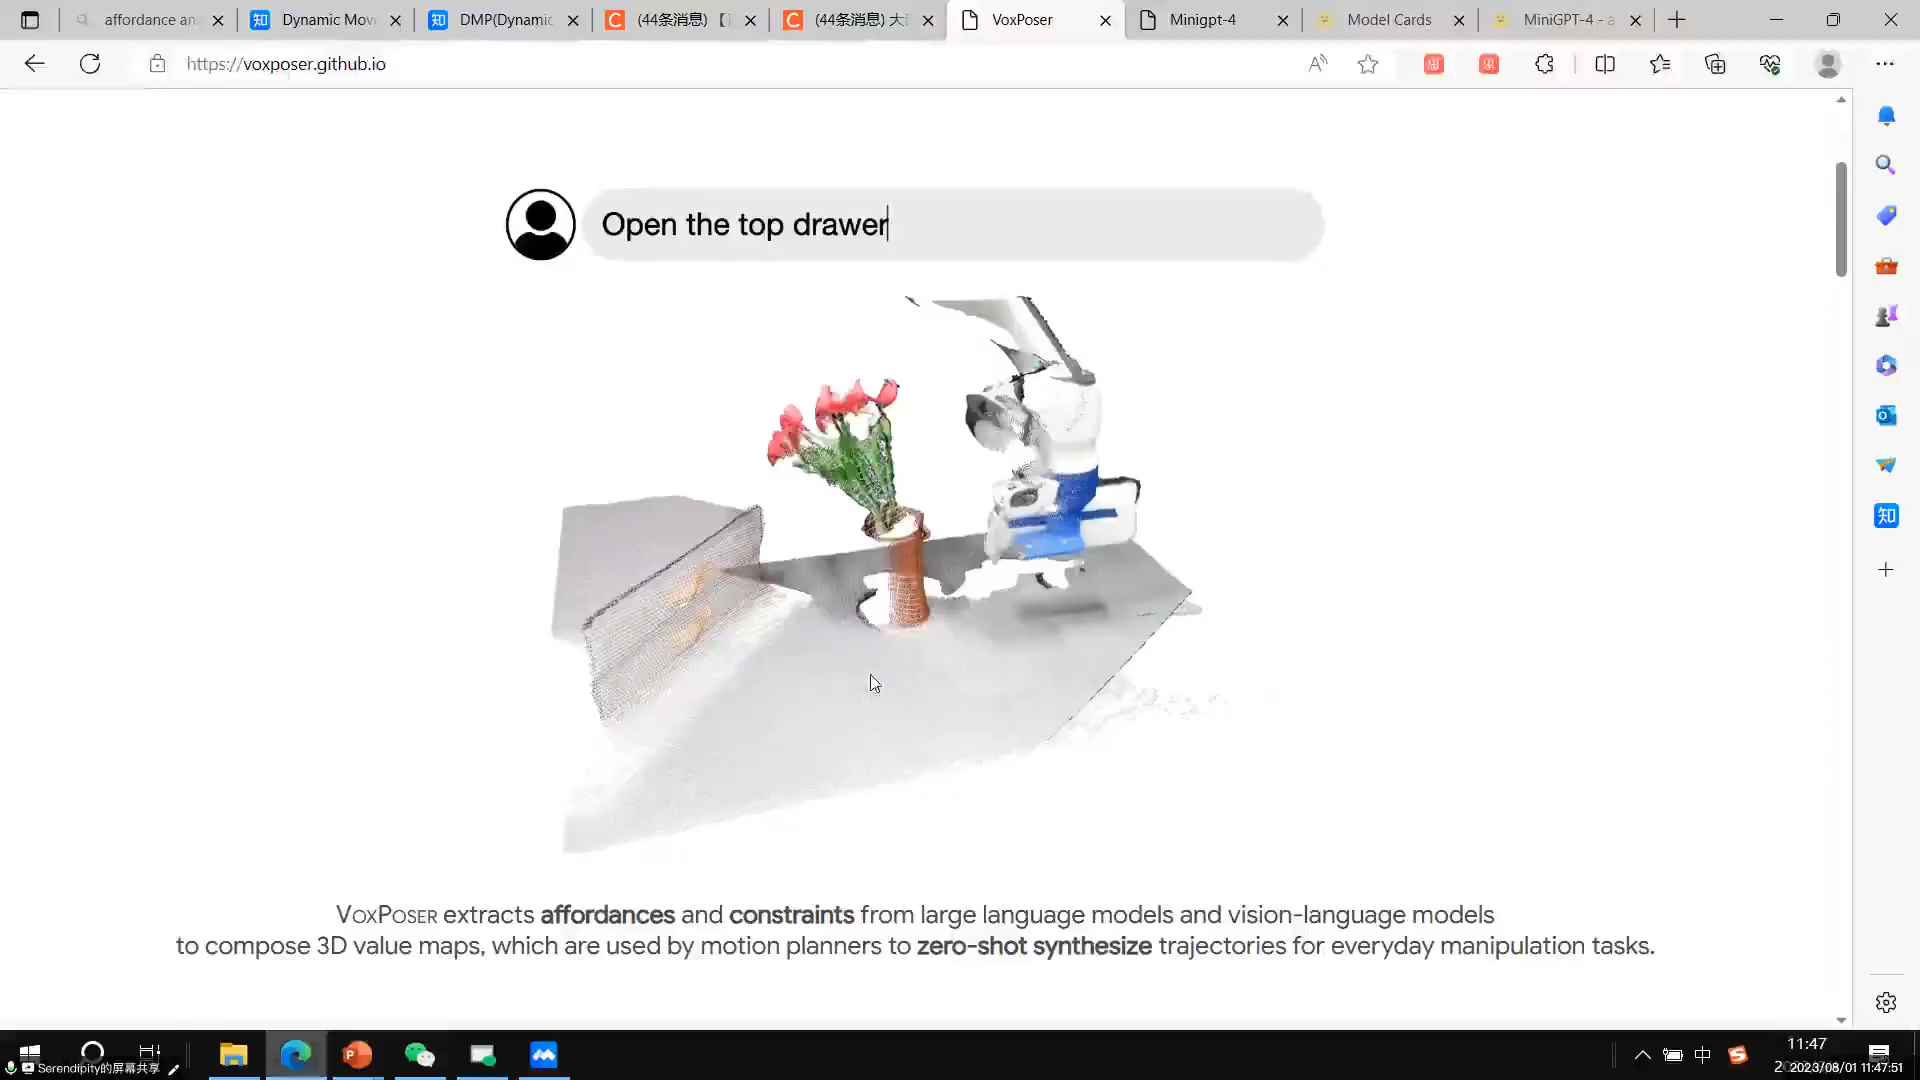 affordance an
知 Dynamic Mov
知 DMP(Dynamic
C (44条消息)
C (44条消息) 大
VoxPoser
Minigpt-4
Model Cards
MiniGPT-4 - a
https://voxposer.github.io
Open the top drawer
VOXPOSER extracts affordances and constraints from large language models and vision-language models
to compose 3D value maps, which are used by motion planners to zero-shot synthesize trajectories for everyday manipulation tasks.
知
Serendipity的屏幕共享
中
11:47
2023/08/01 11:47:51